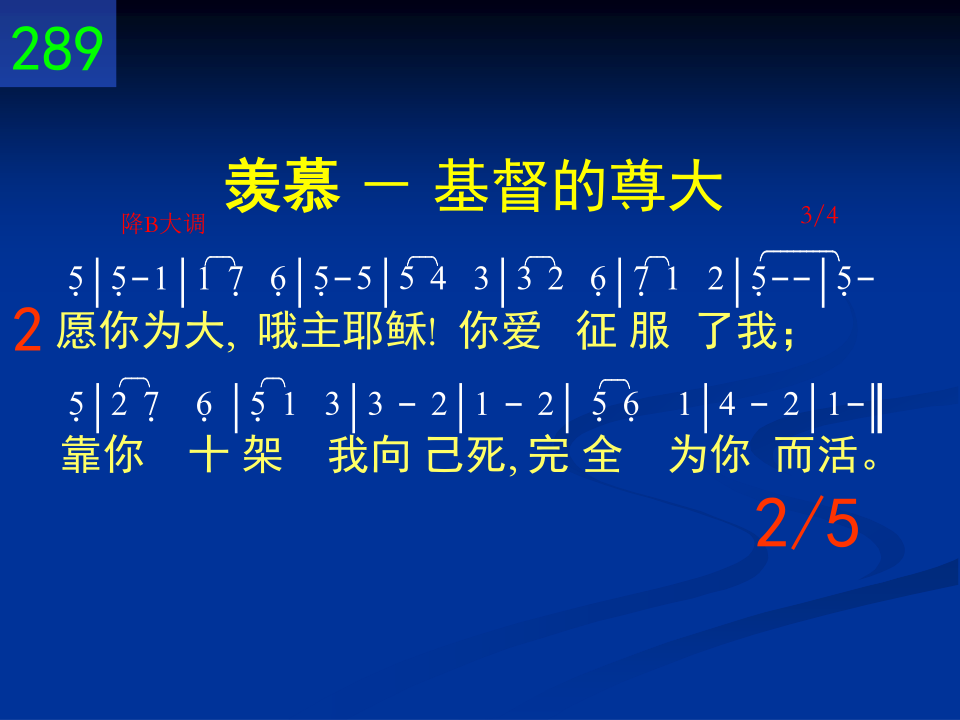 289
羡慕 － 基督的尊大
降B大调 3/4
5̣|5̣-1|1 7̣ 6̣|5̣-5|5 4 3|3 2 6̣|7̣ 1 2|5̣--|5̣-
2 愿你为大, 哦主耶稣! 你爱 征 服 了我；
5̣|2 7̣ 6̣|5̣ 1 3|3 - 2|1 - 2|5̣ 6̣ 1|4 - 2|1-‖
靠你 十 架 我向 己死, 完 全 为你 而活。
2/5